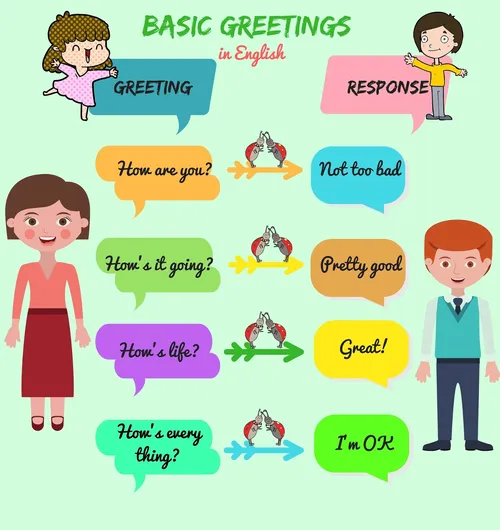 BASIC GREETINGS
in English
GREETING
RESPONSE
How are you?
Not too bad
How's it going?
Pretty good
How's life?
Great!
How's every
thing?
I'm OK